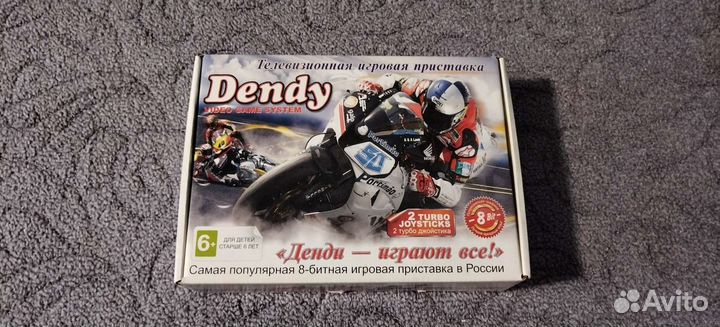 Телевизионная игровая приставка
Dendy
VIDEO GAME SYSTEM
50
2 TURBO
JOYSTICKS
2 турбо джойстика
8 Bit
6+
ДЛЯ ДЕТЕЙ
СТАРШЕ 6 ЛЕТ
«Денди — играют все!»
Самая популярная 8-битная игровая приставка в России
Avito